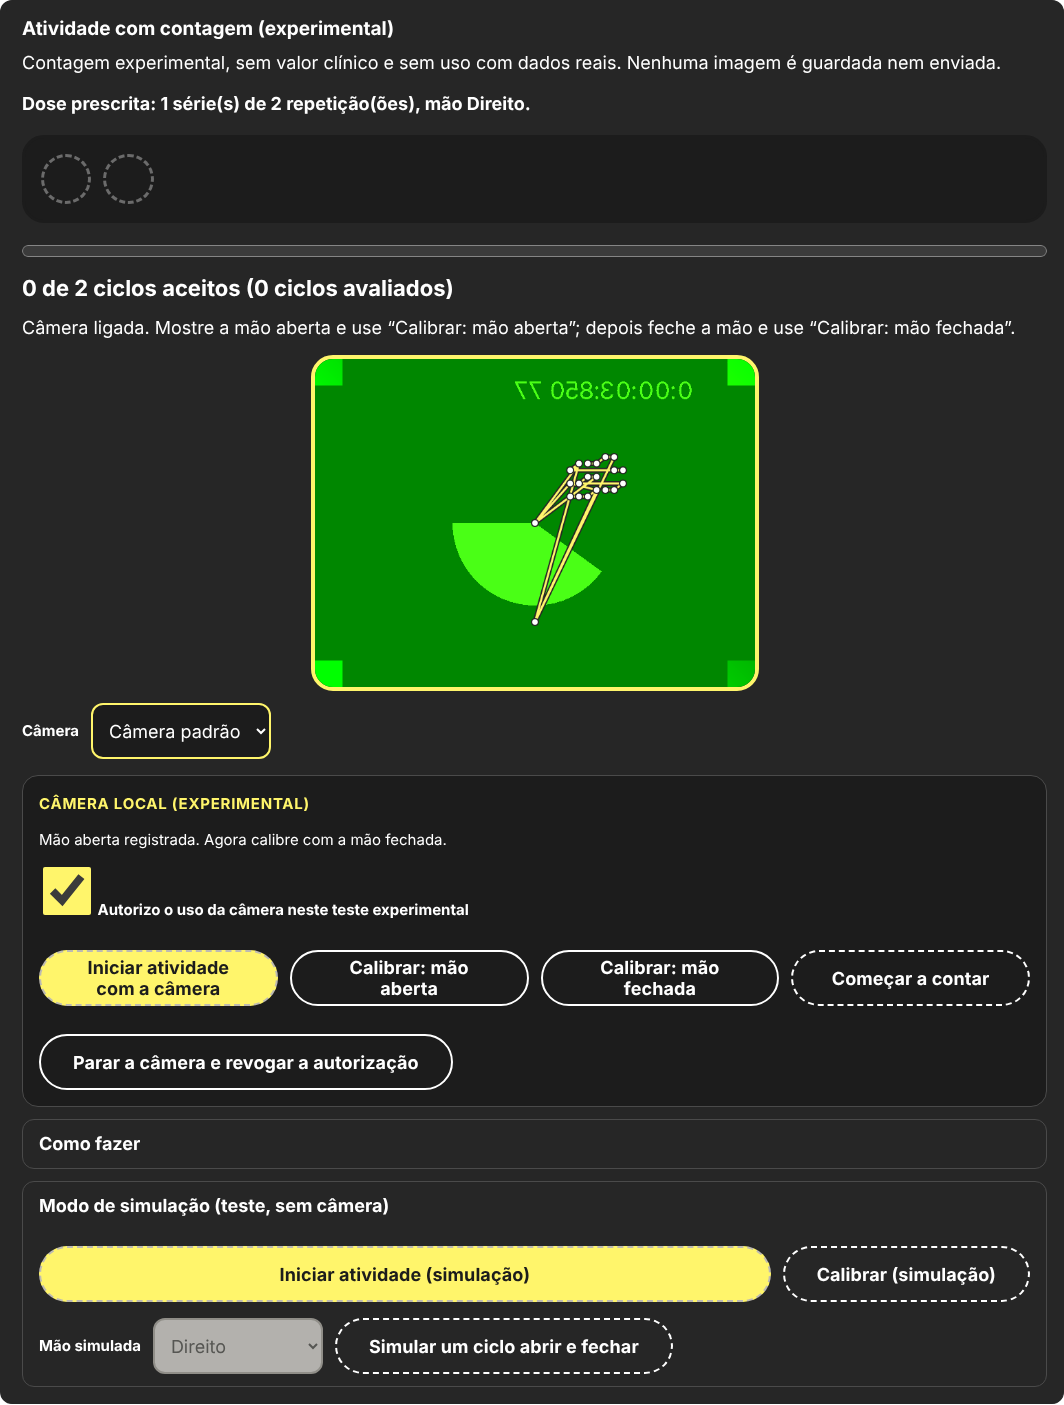 Atividade com contagem (experimental)
Contagem experimental, sem valor clínico e sem uso com dados reais. Nenhuma imagem é guardada nem enviada.
Dose prescrita: 1 série(s) de 2 repetição(ões), mão Direito.
0 de 2 ciclos aceitos (0 ciclos avaliados)
Câmera ligada. Mostre a mão aberta e use “Calibrar: mão aberta”; depois feche a mão e use “Calibrar: mão fechada”.
0:00:03:850 77
Câmera
Câmera padrão
CÂMERA LOCAL (EXPERIMENTAL)
Mão aberta registrada. Agora calibre com a mão fechada.
Autorizo o uso da câmera neste teste experimental
Iniciar atividade
com a câmera
Calibrar: mão
aberta
Calibrar: mão
fechada
Começar a contar
Parar a câmera e revogar a autorização
Como fazer
Modo de simulação (teste, sem câmera)
Iniciar atividade (simulação)
Calibrar (simulação)
Mão simulada
Direito
Simular um ciclo abrir e fechar